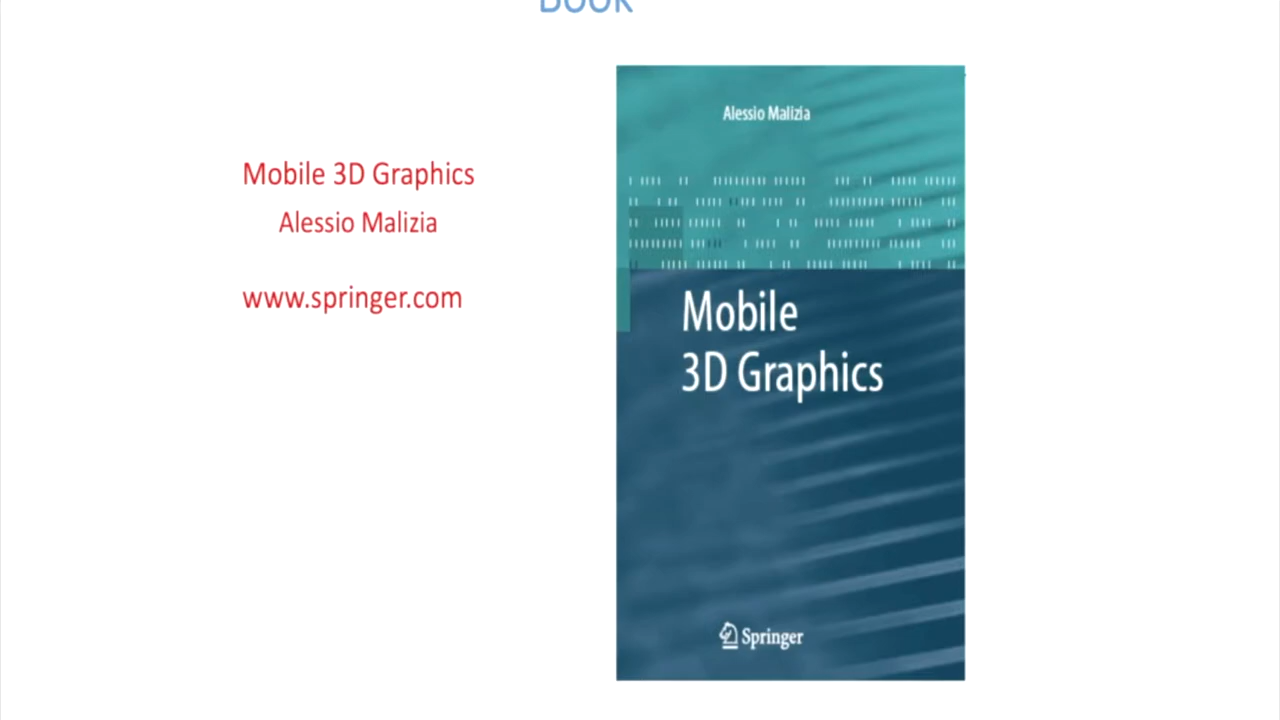 BOOK
Mobile 3D Graphics
Alessio Malizia
www.springer.com
Alessio Malizia
Mobile
3D Graphics
Springer